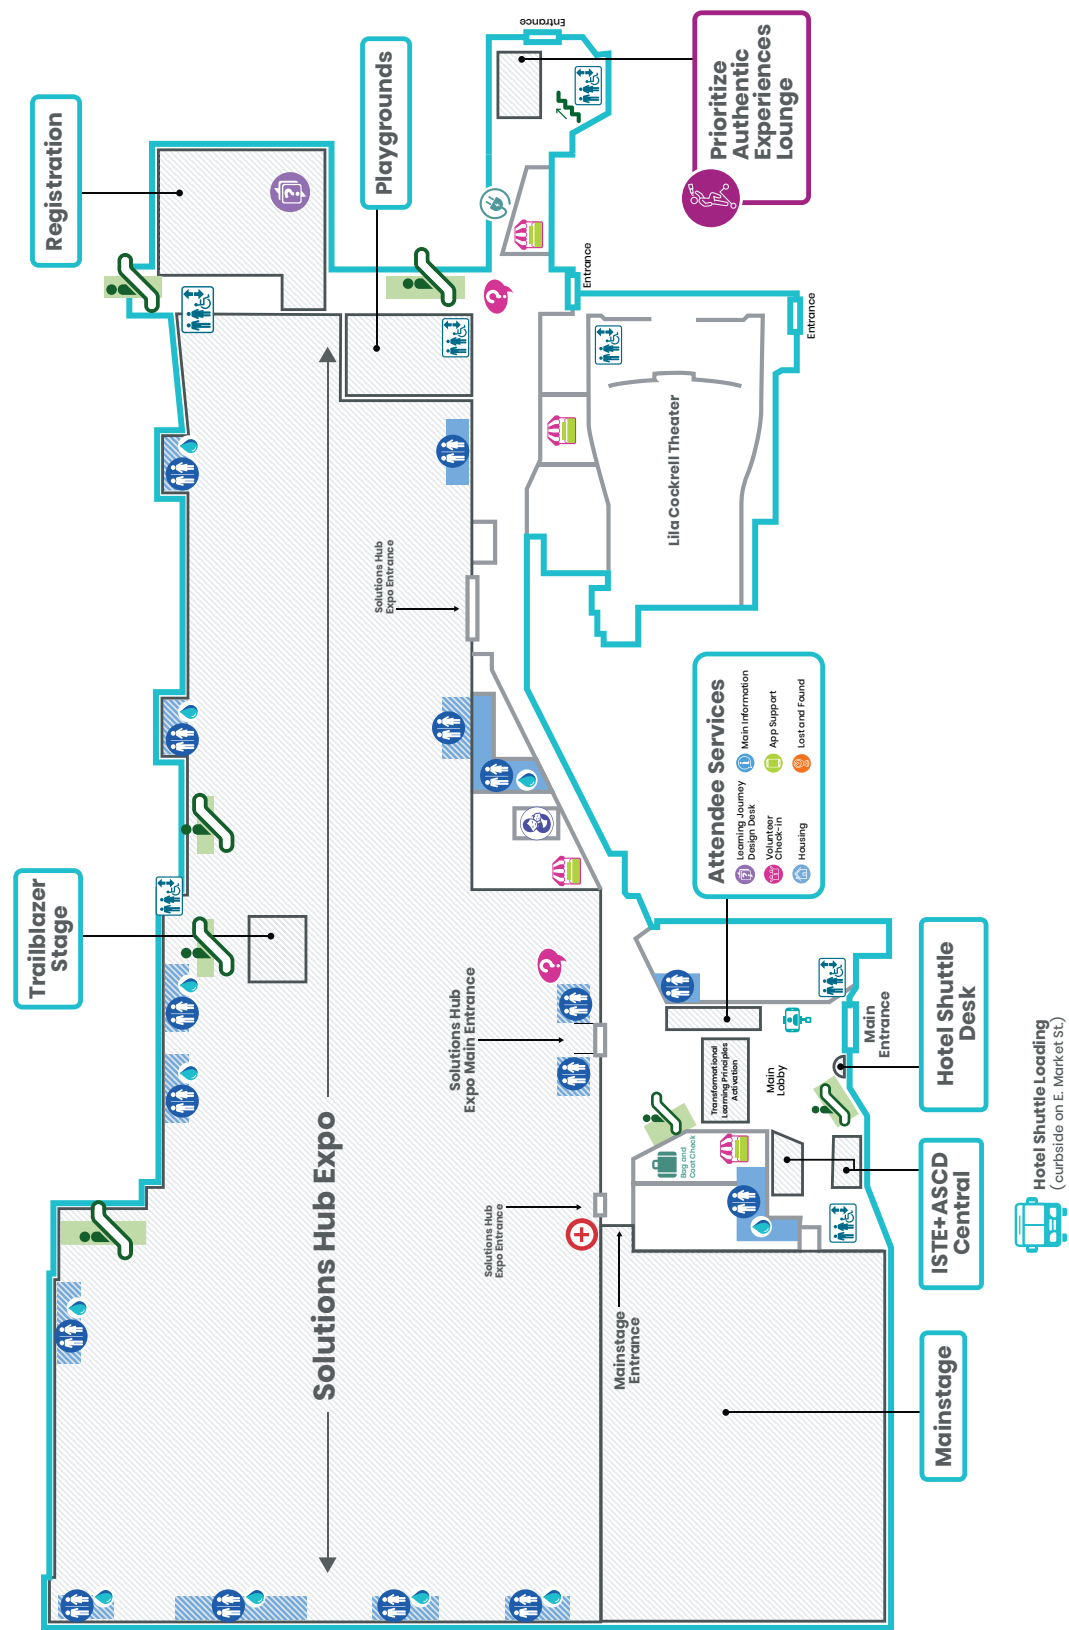 Registration
Playgrounds
Entrance
Prioritize
Authentic
Experiences
Lounge
Entrance
Entrance
Lila Cockrell Theater
Solutions Hub
Expo Entrance
Trailblazer
Stage
Attendee Services
Learning Journey
Design Desk
Main Information
Volunteer
Check-in
App Support
Housing
Lost and Found
Solutions Hub Expo
Solutions Hub
Expo Main Entrance
Transformational
Learning Principles
Activation
Main
Lobby
Main
Entrance
Hotel Shuttle
Desk
Hotel Shuttle Loading
(curbside on E. Market St.)
Bag and
Coat Check
Solutions Hub
Expo Entrance
ISTE+ASCD
Central
Mainstage
Entrance
Mainstage